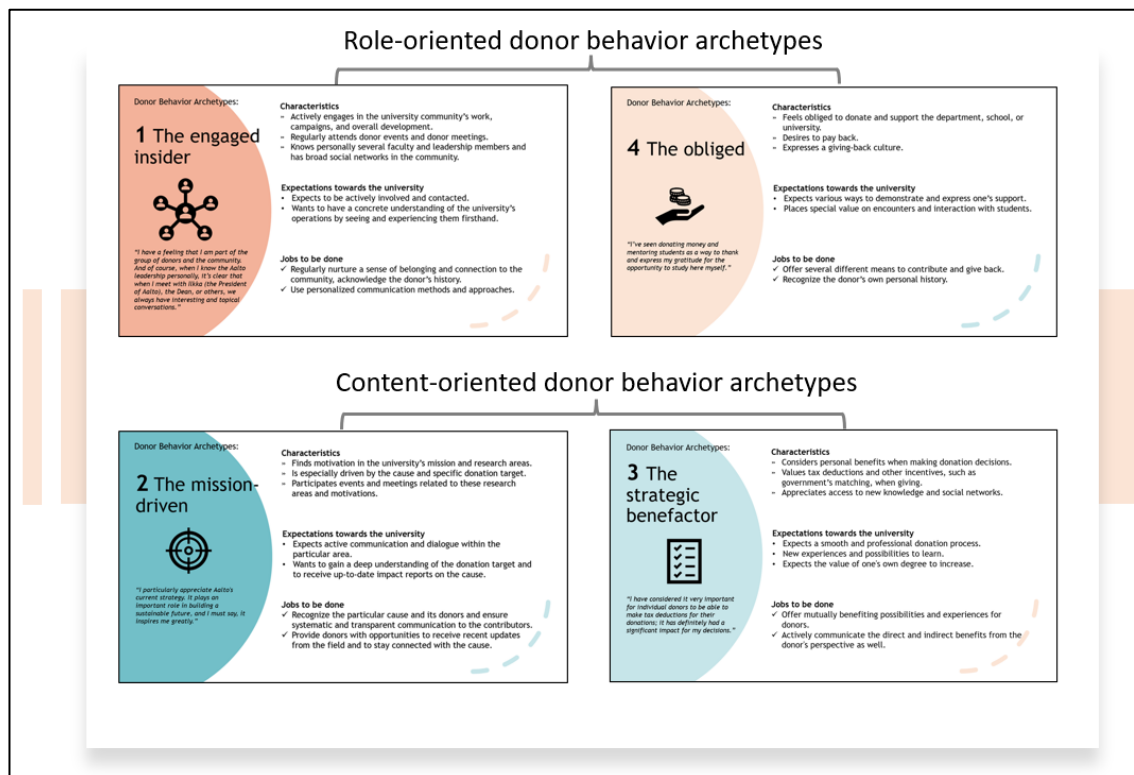 Role-oriented donor behavior archetypes
Donor Behavior Archetypes:
1 The engaged
insider
"I have a feeling that I am part of the
group of donors and the community.
And of course, when I know the Aalto
leadership personally, it's clear that
when I meet with Ilkka (the President
of Aalto), the Dean, or others, we
always have interesting and topical
conversations."
Characteristics
– Actively engages in the university community's work,
campaigns, and overall development.
– Regularly attends donor events and donor meetings.
– Knows personally several faculty and leadership members and
has broad social networks in the community.
Expectations towards the university
• Expects to be actively involved and contacted.
• Wants to have a concrete understanding of the university's
operations by seeing and experiencing them firsthand.
Jobs to be done
✓ Regularly nurture a sense of belonging and connection to the
community, acknowledge the donor's history.
✓ Use personalized communication methods and approaches.
Donor Behavior Archetypes:
4 The obliged
"I've seen donating money and
mentoring students as a way to thank
and express my gratitude for the
opportunity to study here myself."
Characteristics
– Feels obliged to donate and support the department, school, or
university.
– Desires to pay back.
– Expresses a giving-back culture.
Expectations towards the university
• Expects various ways to demonstrate and express one's support.
• Places special value on encounters and interaction with students.
Jobs to be done
✓ Offer several different means to contribute and give back.
✓ Recognize the donor's own personal history.
Content-oriented donor behavior archetypes
Donor Behavior Archetypes:
2 The mission-
driven
"I particularly appreciate Aalto's
current strategy. It plays an
important role in building a
sustainable future, and I must say, it
inspires me greatly."
Characteristics
– Finds motivation in the university's mission and research areas.
– Is especially driven by the cause and specific donation target.
– Participates events and meetings related to these research
areas and motivations.
Expectations towards the university
• Expects active communication and dialogue within the
particular area.
• Wants to gain a deep understanding of the donation target and
to receive up-to-date impact reports on the cause.
Jobs to be done
✓ Recognize the particular cause and its donors and ensure
systematic and transparent communication to the contributors.
✓ Provide donors with opportunities to receive recent updates
from the field and to stay connected with the cause.
Donor Behavior Archetypes:
3 The
strategic
benefactor
"I have considered it very important
for individual donors to be able to
make tax deductions for their
donations; it has definitely had a
significant impact for my decisions."
Characteristics
– Considers personal benefits when making donation decisions.
– Values tax deductions and other incentives, such as
government's matching, when giving.
– Appreciates access to new knowledge and social networks.
Expectations towards the university
• Expects a smooth and professional donation process.
• New experiences and possibilities to learn.
• Expects the value of one's own degree to increase.
Jobs to be done
✓ Offer mutually benefiting possibilities and experiences for
donors.
✓ Actively communicate the direct and indirect benefits from the
donor's perspective as well.